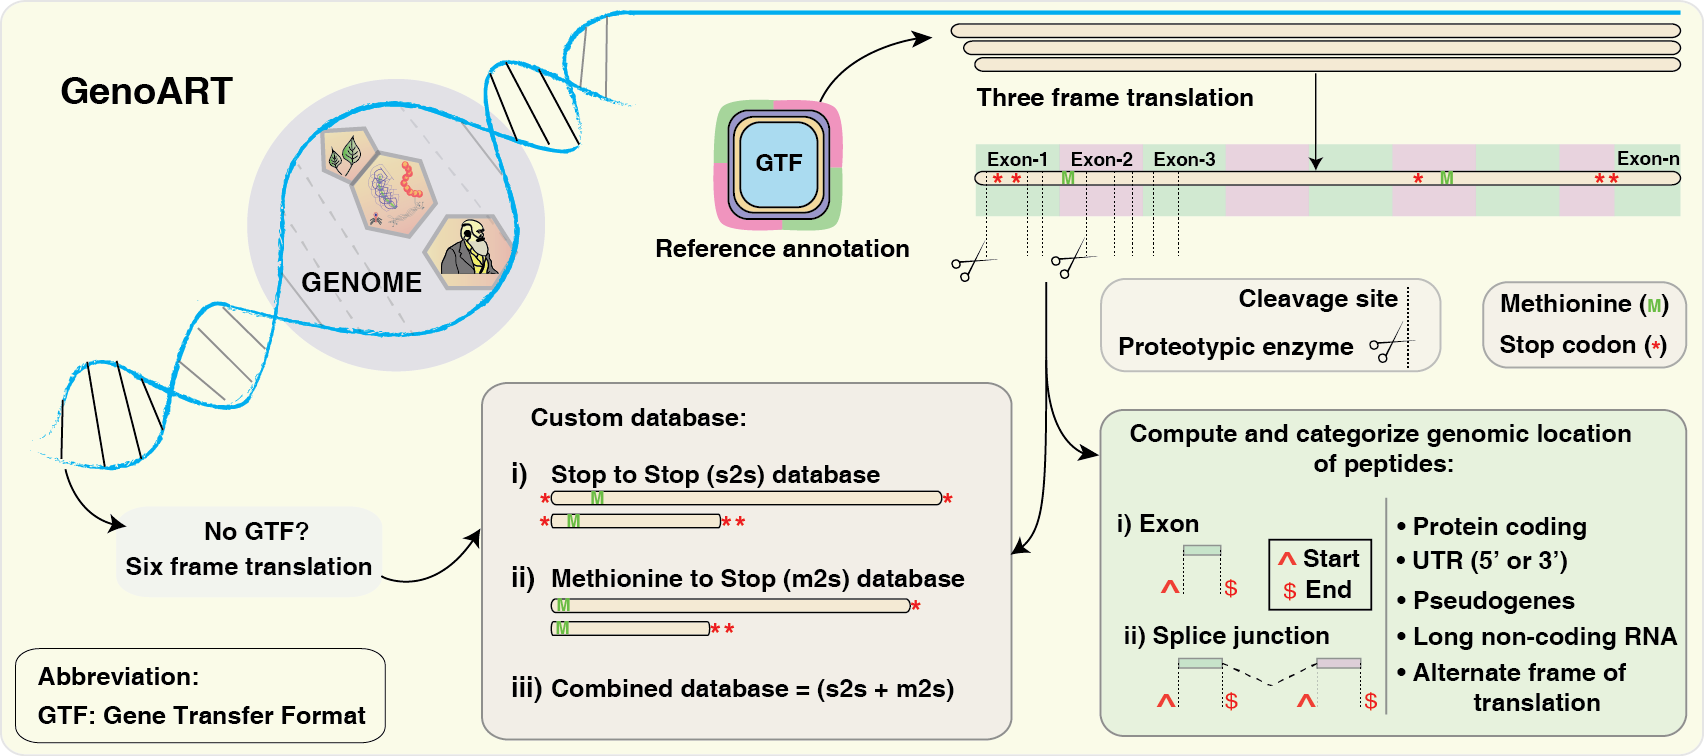 GenoART
GENOME
GTF
Reference annotation
Three frame translation
Exon-1 Exon-2 Exon-3 Exon-n
* * M * M * *
Cleavage site
Proteotypic enzyme
Methionine (M)
Stop codon (*)
No GTF?
Six frame translation
Custom database:
i) Stop to Stop (s2s) database
* M *
* M * *
ii) Methionine to Stop (m2s) database
M *
M * *
iii) Combined database = (s2s + m2s)
Compute and categorize genomic location
of peptides:
i) Exon
^ $
^ Start
$ End
ii) Splice junction
^ $ ^ $
• Protein coding
• UTR (5’ or 3’)
• Pseudogenes
• Long non-coding RNA
• Alternate frame of
translation
Abbreviation:
GTF: Gene Transfer Format